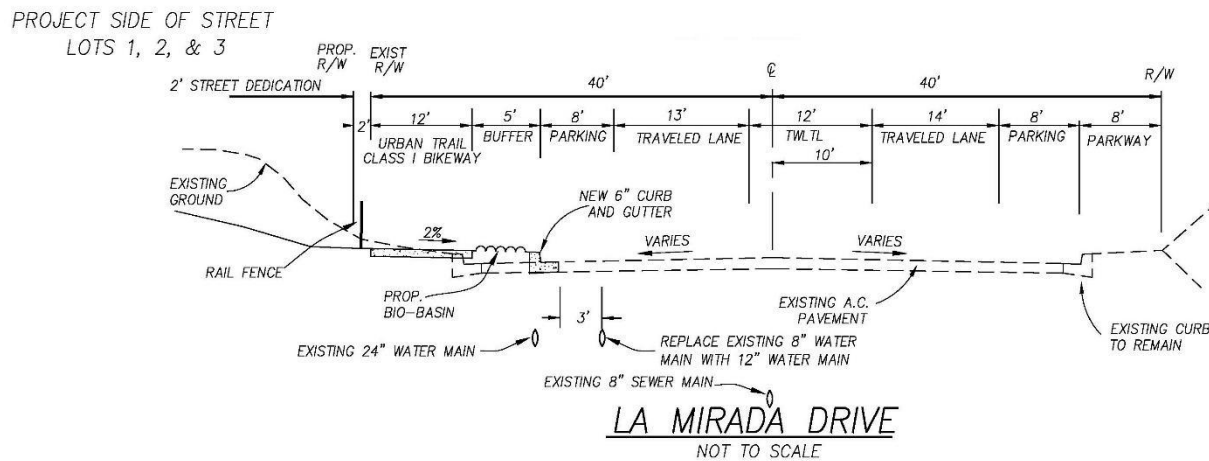 PROJECT SIDE OF STREET
LOTS 1, 2, & 3
PROP.
R/W
EXIST
R/W
℄
R/W
2' STREET DEDICATION
40'
40'
2'
12'
5'
8'
13'
12'
14'
8'
8'
URBAN TRAIL
CLASS I BIKEWAY
BUFFER
PARKING
TRAVELED LANE
TWLTL
TRAVELED LANE
PARKING
PARKWAY
10'
EXISTING
GROUND
NEW 6" CURB
AND GUTTER
2%
VARIES
VARIES
RAIL FENCE
PROP.
BIO-BASIN
EXISTING A.C.
PAVEMENT
3'
EXISTING CURB
TO REMAIN
EXISTING 24" WATER MAIN
REPLACE EXISTING 8" WATER
MAIN WITH 12" WATER MAIN
EXISTING 8" SEWER MAIN
LA MIRADA DRIVE
NOT TO SCALE